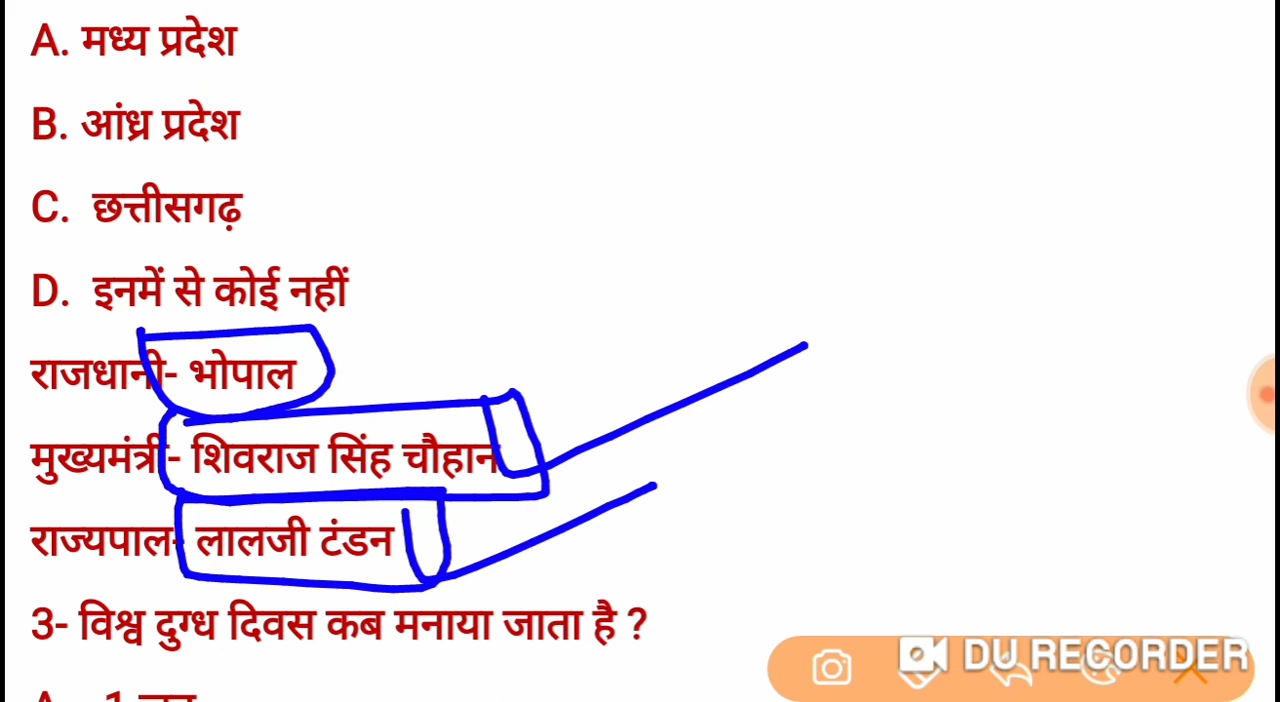 A. मध्य प्रदेश
B. आंध्र प्रदेश
C. छत्तीसगढ़
D. इनमें से कोई नहीं
राजधानी- भोपाल
मुख्यमंत्री- शिवराज सिंह चौहान
राज्यपाल- लालजी टंडन
3- विश्व दुग्ध दिवस कब मनाया जाता है ?
DU RECORDER